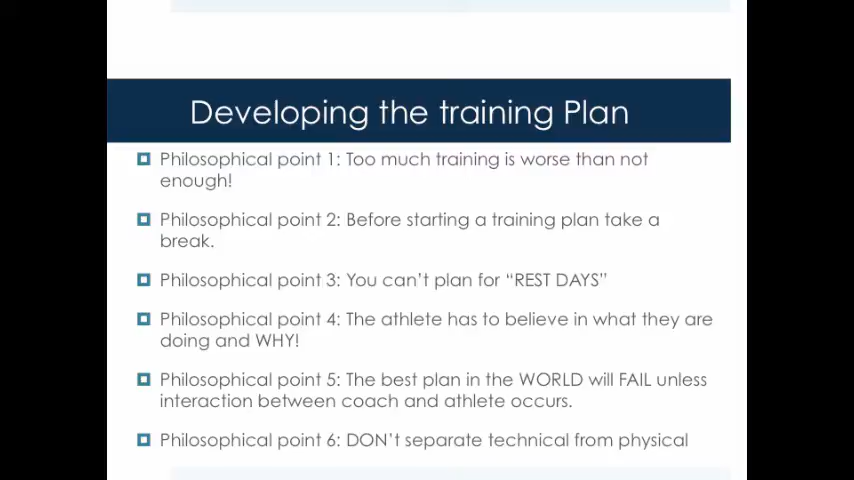 Developing the training Plan
Philosophical point 1: Too much training is worse than not
enough!
Philosophical point 2: Before starting a training plan take a
break.
Philosophical point 3: You can't plan for “REST DAYS”
Philosophical point 4: The athlete has to believe in what they are
doing and WHY!
Philosophical point 5: The best plan in the WORLD will FAIL unless
interaction between coach and athlete occurs.
Philosophical point 6: DON'T separate technical from physical